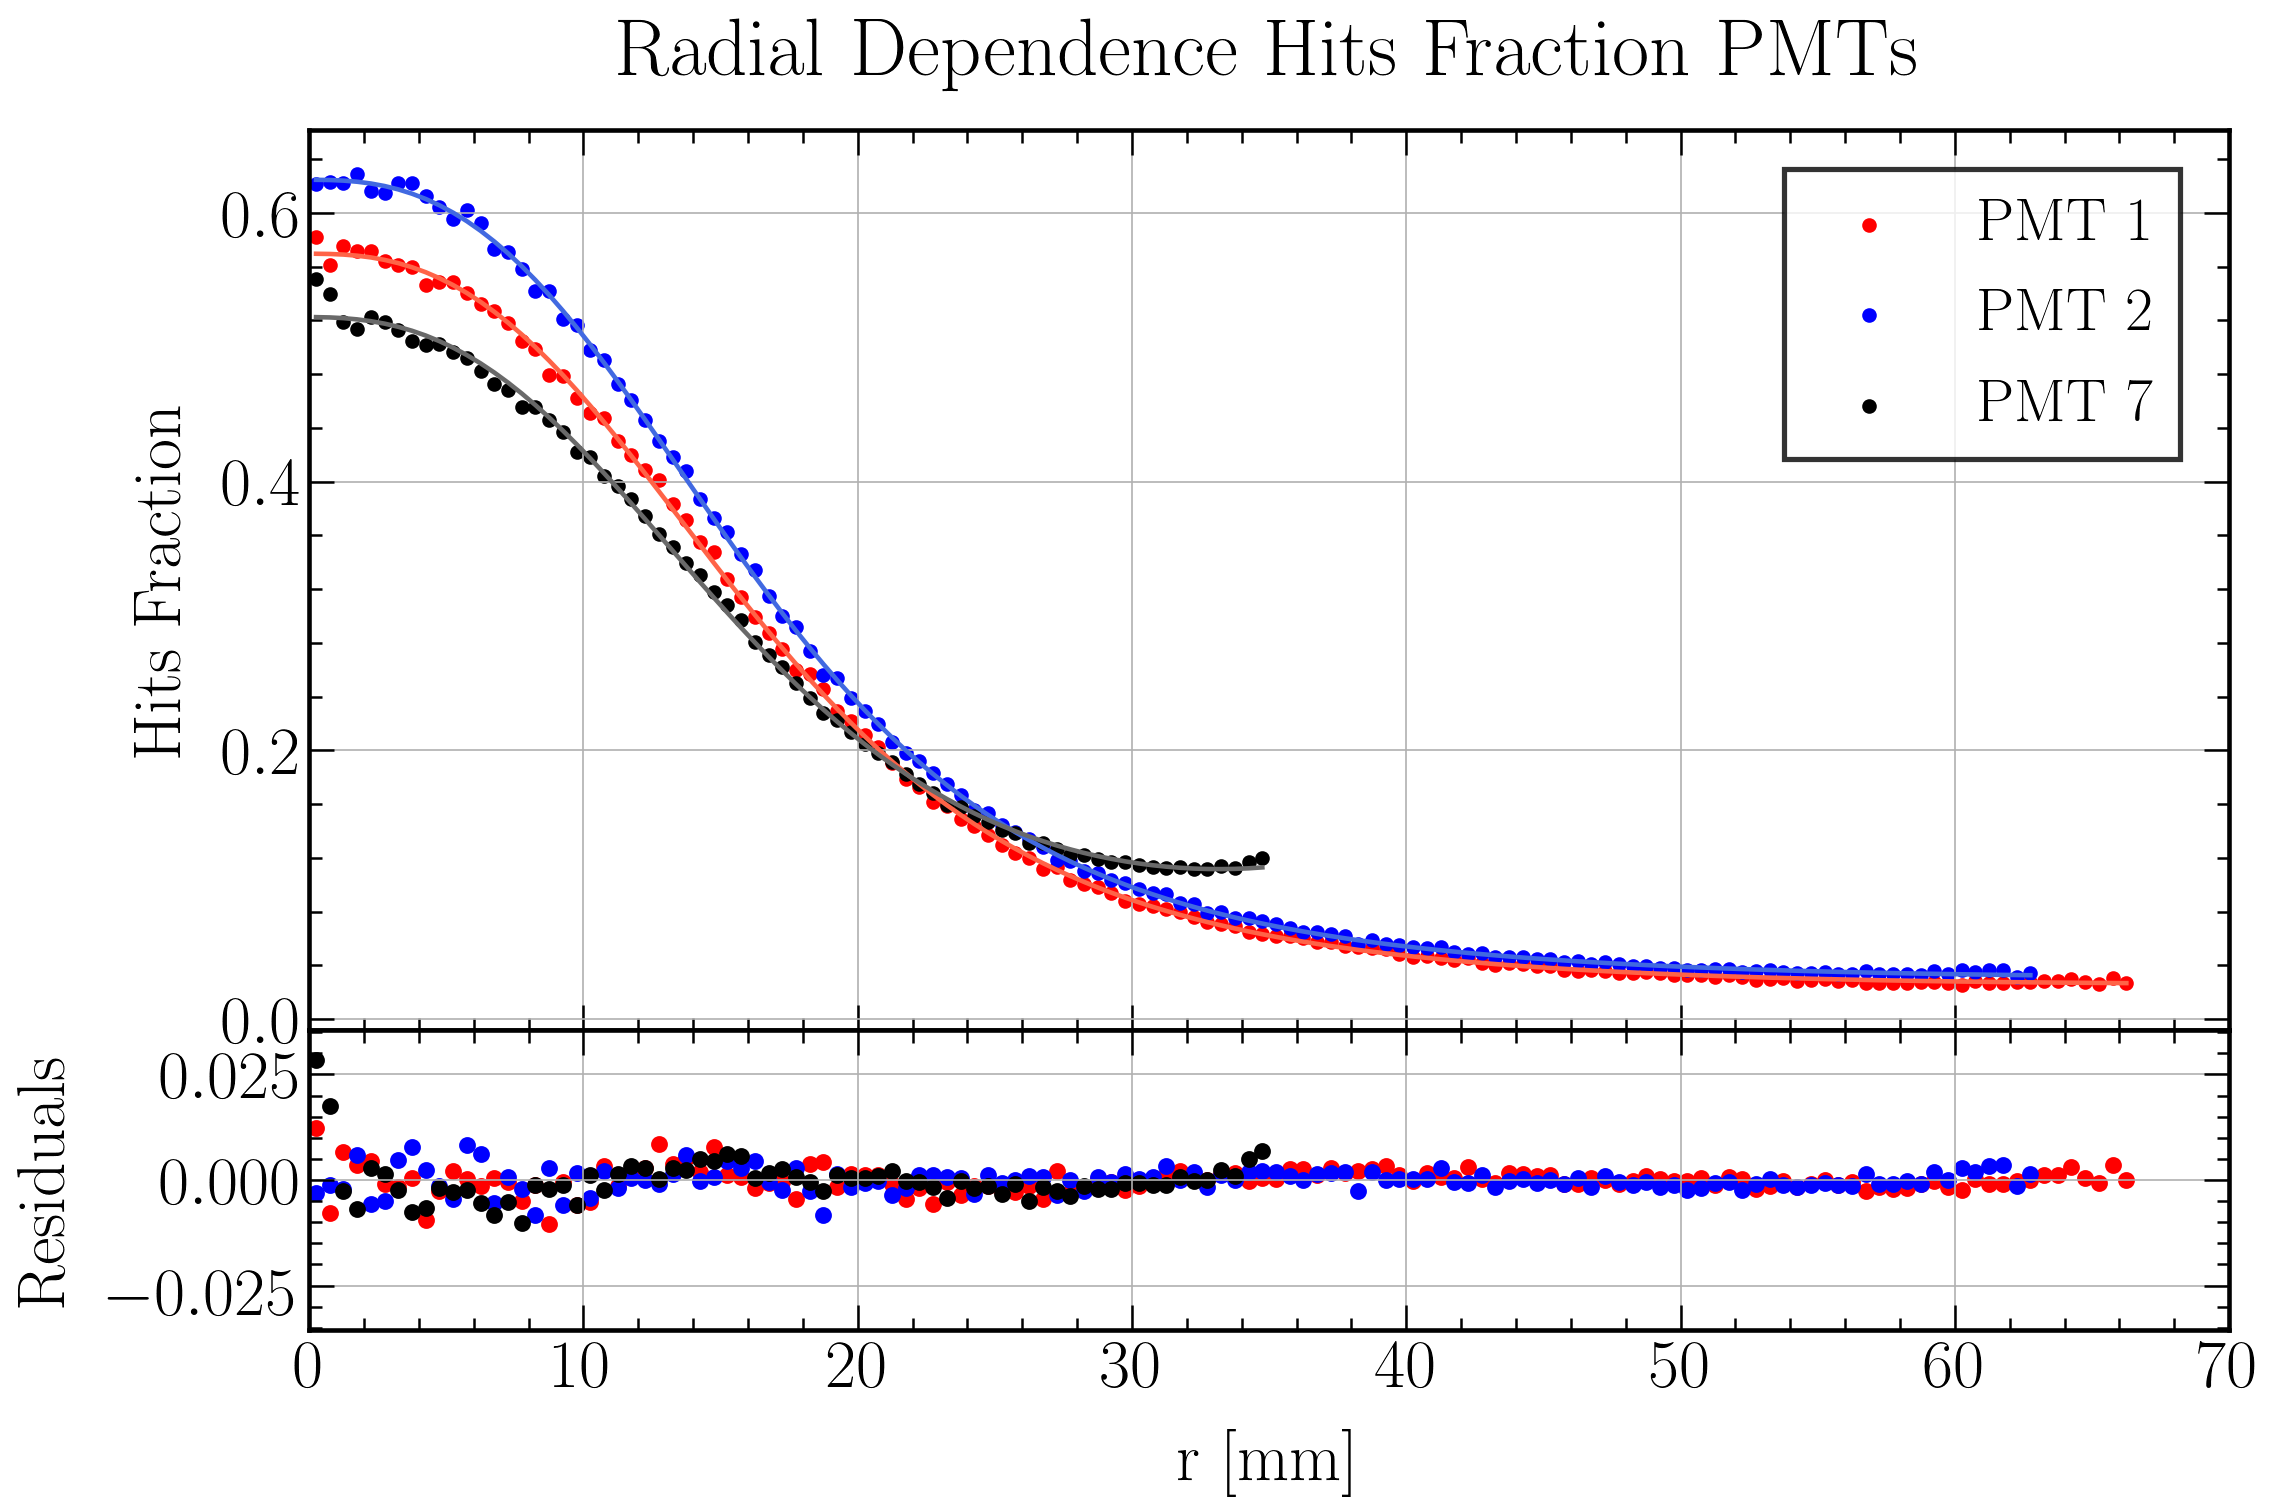 Radial Dependence Hits Fraction PMTs
PMT 1
PMT 2
PMT 7
Hits Fraction
0.6
0.4
0.2
0.0
Residuals
0.025
0.000
−0.025
0 10 20 30 40 50 60 70
r [mm]